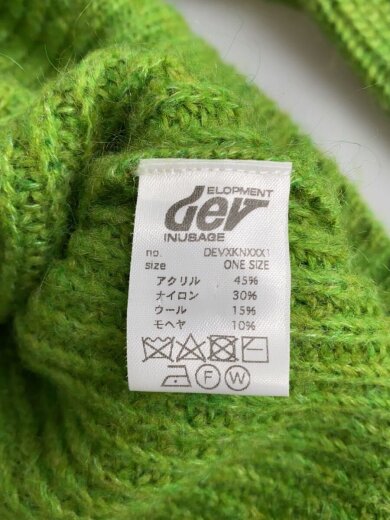 ELOPMENT
dev
INUSAGE
no. DEVXKNXXX1
size ONE SIZE
アクリル 45%
ナイロン 30%
ウール 15%
モヘヤ 10%
F W